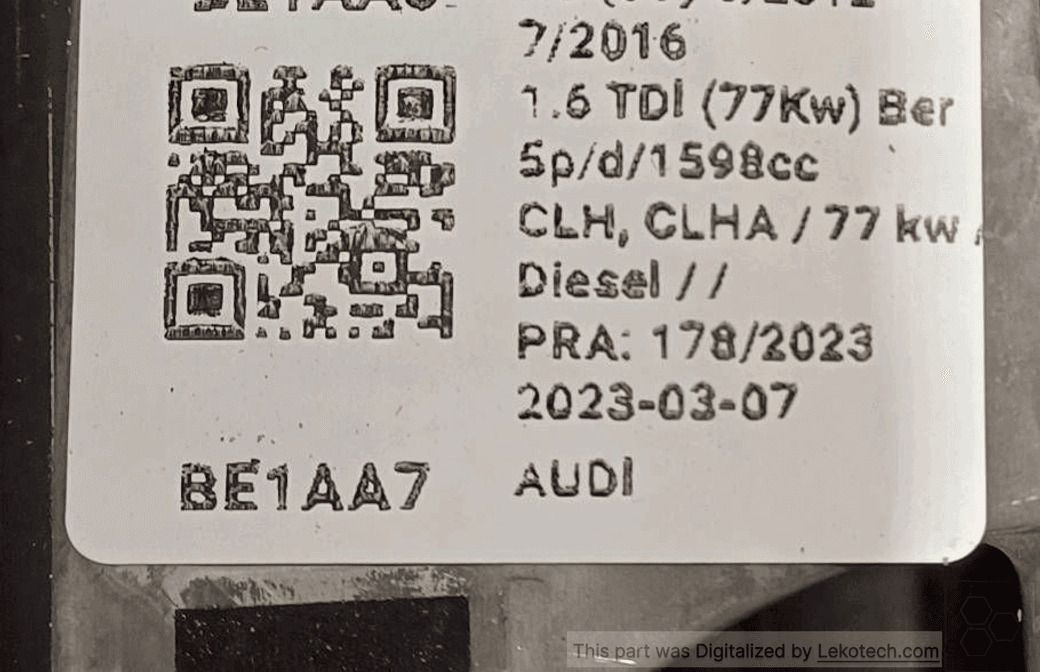 7/2016
1.6 TDI (77Kw) Ber
5p/d/1598cc
CLH, CLHA / 77 kw
Diesel / /
PRA: 178/2023
2023-03-07
BE1AA7 AUDI
This part was Digitalized by Lekotech.com